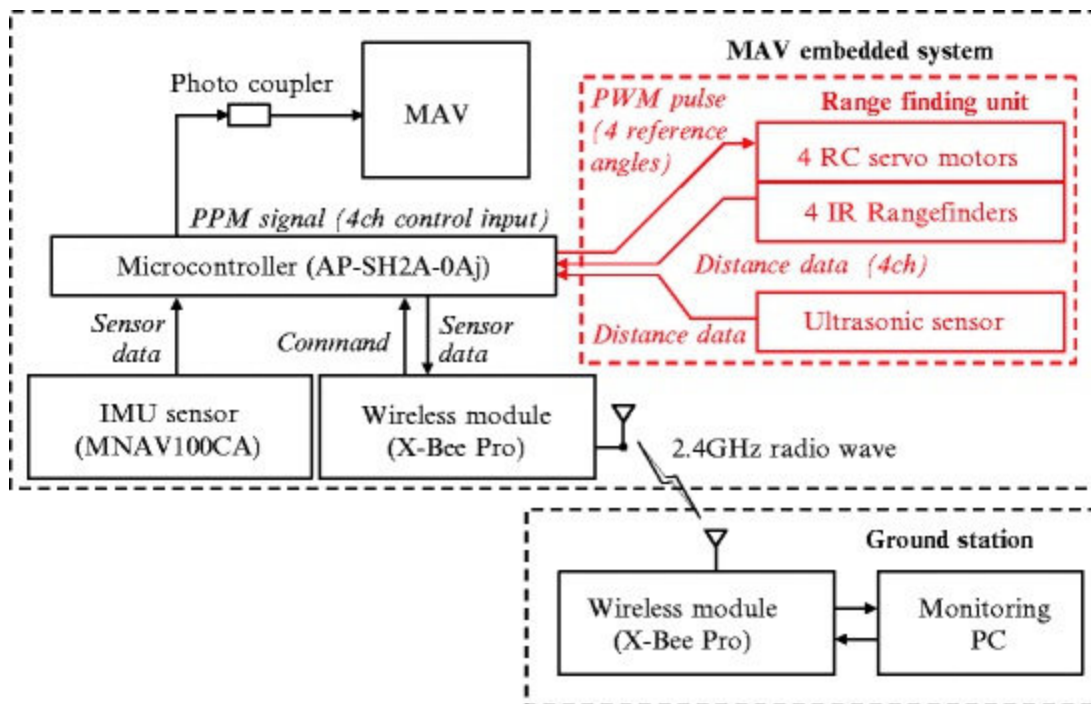 MAV embedded system
Photo coupler
MAV
PWM pulse
(4 reference
angles)
Range finding unit
4 RC servo motors
4 IR Rangefinders
PPM signal (4ch control input)
Microcontroller (AP-SH2A-0Aj)
Distance data (4ch)
Ultrasonic sensor
Distance data
Sensor
data
Command
Sensor
data
IMU sensor
(MNAV100CA)
Wireless module
(X-Bee Pro)
2.4GHz radio wave
Ground station
Wireless module
(X-Bee Pro)
Monitoring
PC